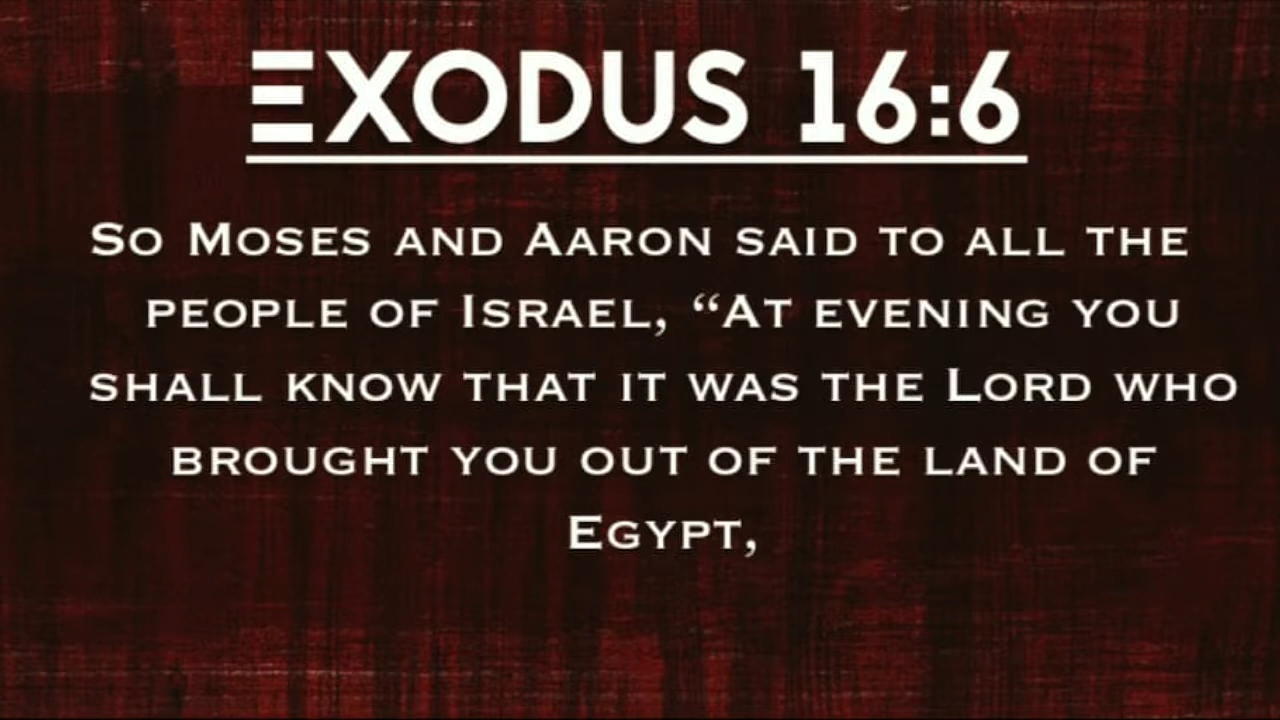 EXODUS 16:6
So Moses and Aaron said to all the
people of Israel, “At evening you
shall know that it was the Lord who
brought you out of the land of
Egypt,